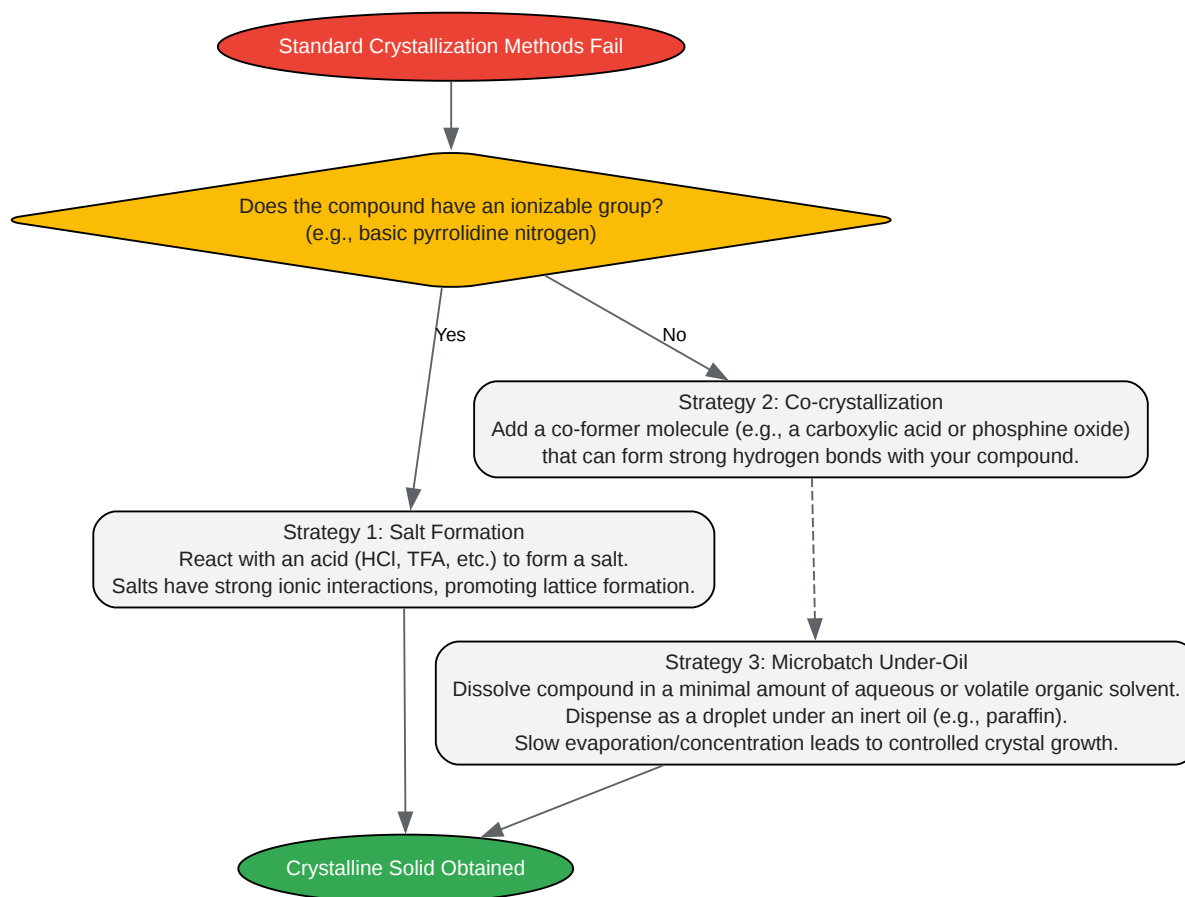 Standard Crystallization Methods Fail
Does the compound have an ionizable group?
(e.g., basic pyrrolidine nitrogen)
Yes
No
Strategy 2: Co-crystallization
Add a co-former molecule (e.g., a carboxylic acid or phosphine oxide)
that can form strong hydrogen bonds with your compound.
Strategy 1: Salt Formation
React with an acid (HCl, TFA, etc.) to form a salt.
Salts have strong ionic interactions, promoting lattice formation.
Strategy 3: Microbatch Under-Oil
Dissolve compound in a minimal amount of aqueous or volatile organic solvent.
Dispense as a droplet under an inert oil (e.g., paraffin).
Slow evaporation/concentration leads to controlled crystal growth.
Crystalline Solid Obtained